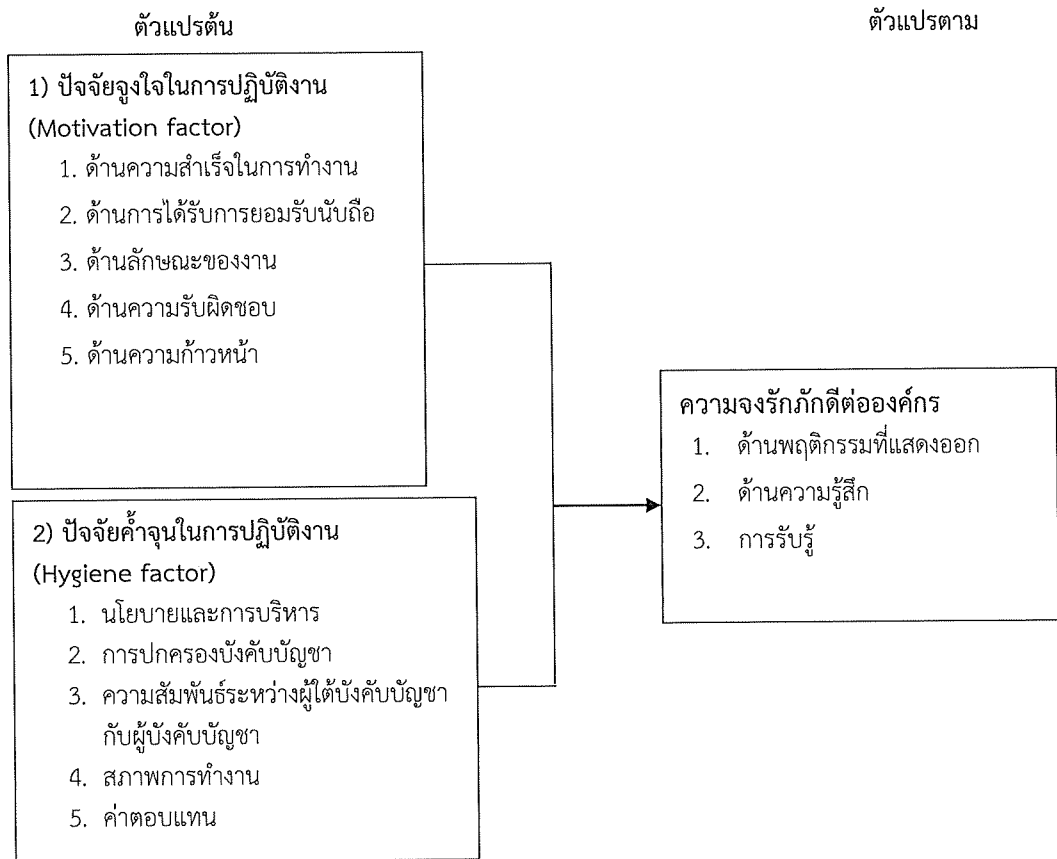 ตัวแปรต้น
ตัวแปรตาม
1) ปัจจัยจูงใจในการปฏิบัติงาน
(Motivation factor)
1. ด้านความสำเร็จในการทำงาน
2. ด้านการได้รับการยอมรับนับถือ
3. ด้านลักษณะของงาน
4. ด้านความรับผิดชอบ
5. ด้านความก้าวหน้า
2) ปัจจัยค้ำจุนในการปฏิบัติงาน
(Hygiene factor)
1. นโยบายและการบริหาร
2. การปกครองบังคับบัญชา
3. ความสัมพันธ์ระหว่างผู้ใต้บังคับบัญชา
กับผู้บังคับบัญชา
4. สภาพการทำงาน
5. ค่าตอบแทน
ความจงรักภักดีต่อองค์กร
1. ด้านพฤติกรรมที่แสดงออก
2. ด้านความรู้สึก
3. การรับรู้